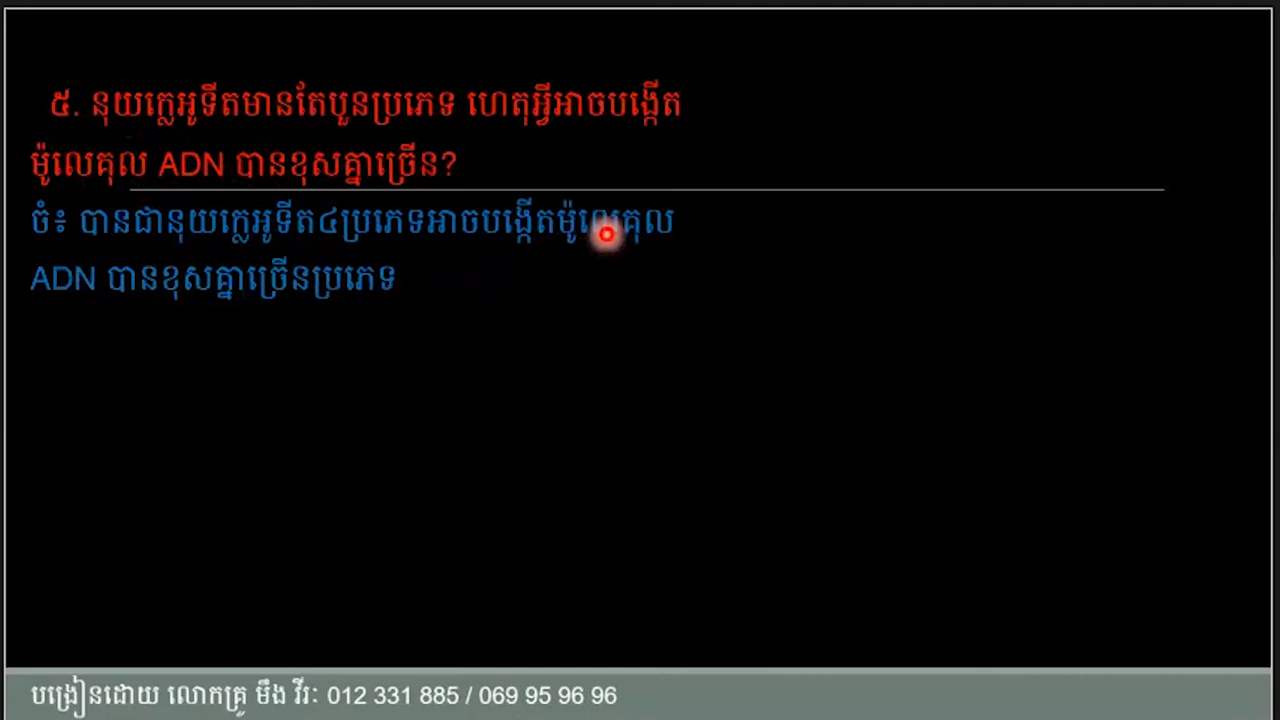 ៥. នុយក្លេអូទីតមានតែបួនប្រភេទ ហេតុអ្វីអាចបង្កើត
ម៉ូលេគុល ADN បានខុសគ្នាច្រើន?
ចំ៖ បានជានុយក្លេអូទីត៤ប្រភេទអាចបង្កើតម៉ូលេគុល
ADN បានខុសគ្នាច្រើនប្រភេទ
បង្រៀនដោយ លោកគ្រូ មឹង វីរៈ 012 331 885 / 069 95 96 96